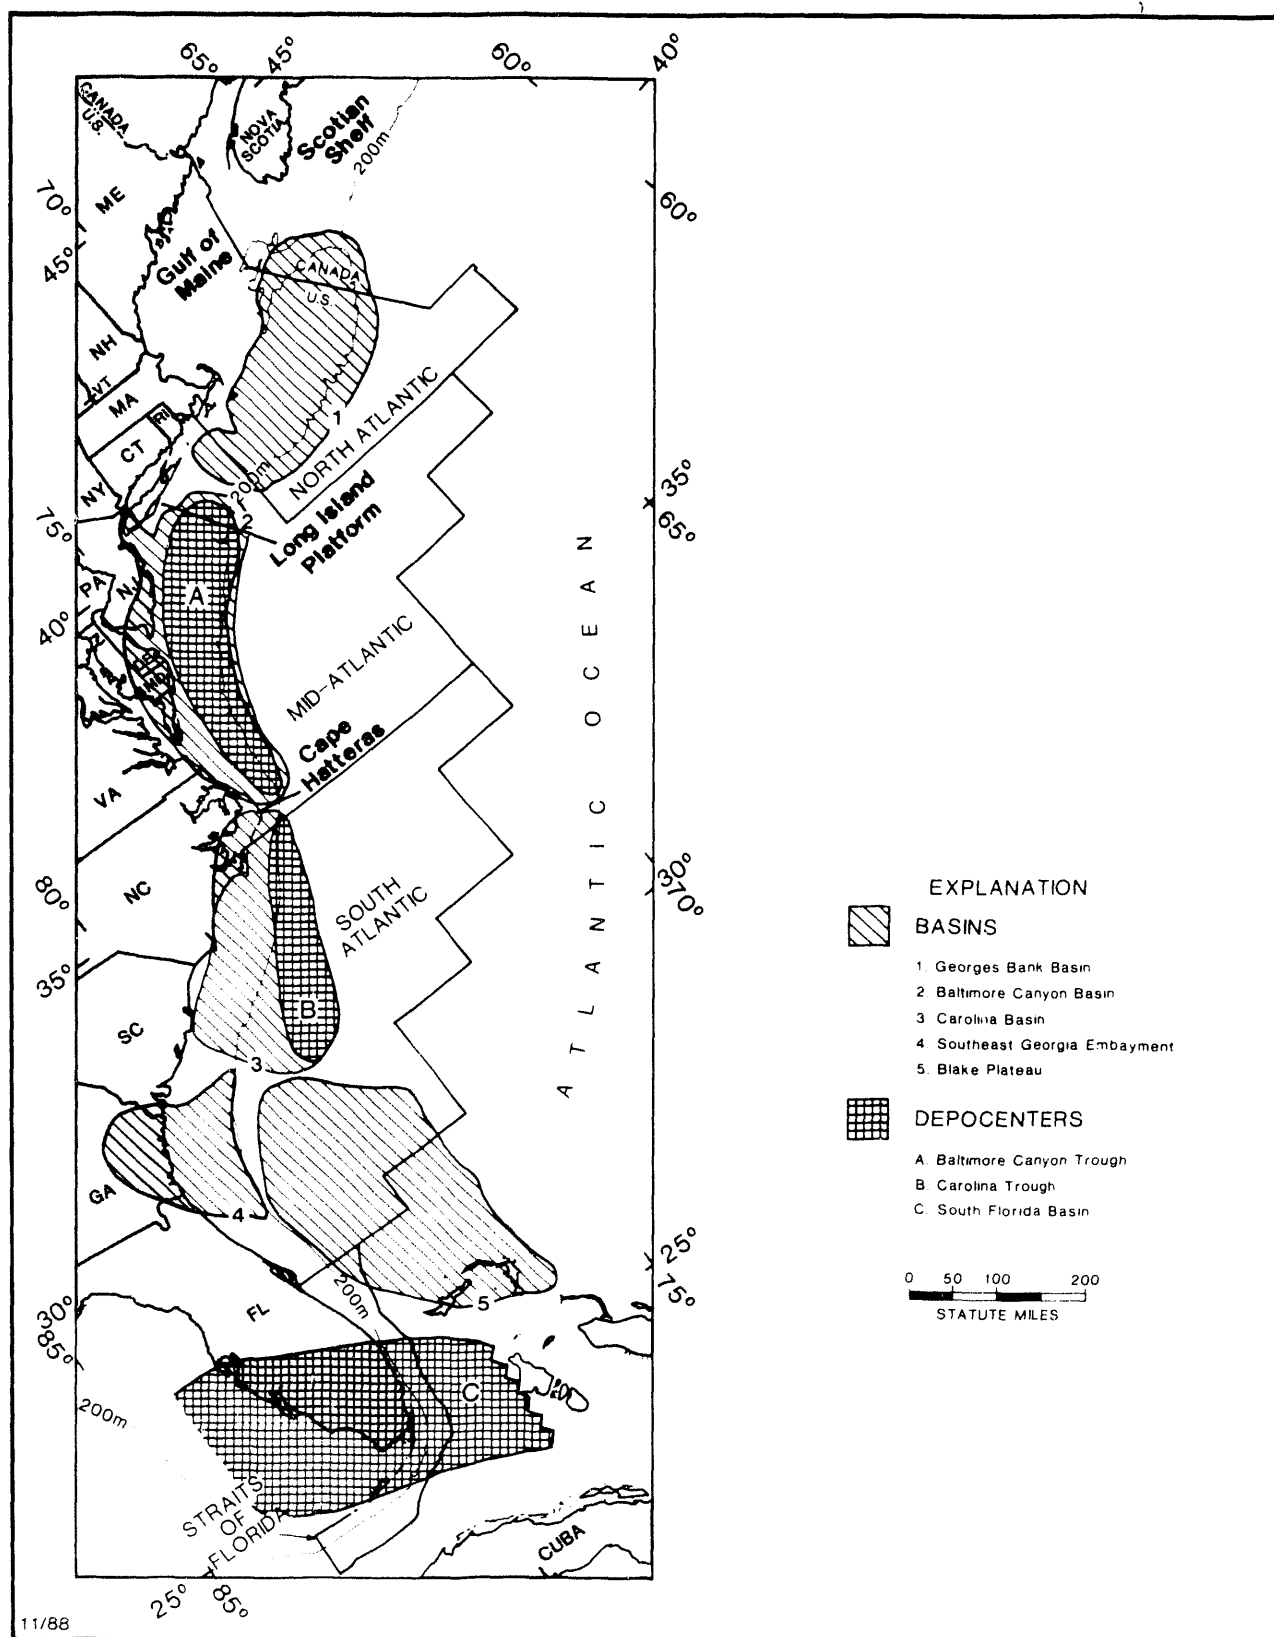 65° 45° 60° 40°
CANADA
U.S.
NOVA
SCOTIA
Scotian
Shelf
200m
ME
70°
60°
45°
Gulf of
Maine
CANADA
U.S.
NH
VT
MA
RI
CT
1
NORTH ATLANTIC
200m
NY
2
Long Island
Platform
35°
65°
75°
PA
NJ
A
40°
DE
MD
MID-ATLANTIC
Cape
Hatteras
VA
ATLANTIC OCEAN
NC
80°
SOUTH
ATLANTIC
30°
370°
35°
SC
B
3
GA
4
25°
75°
200m
5
FL
30°
85°
C
200m
STRAITS
OF
FLORIDA
CUBA
25° 85°
11/88
EXPLANATION
BASINS
1. Georges Bank Basin
2. Baltimore Canyon Basin
3 Carolina Basin
4. Southeast Georgia Embayment
5. Blake Plateau
DEPOCENTERS
A. Baltimore Canyon Trough
B. Carolina Trough
C. South Florida Basin
0 50 100 200
STATUTE MILES